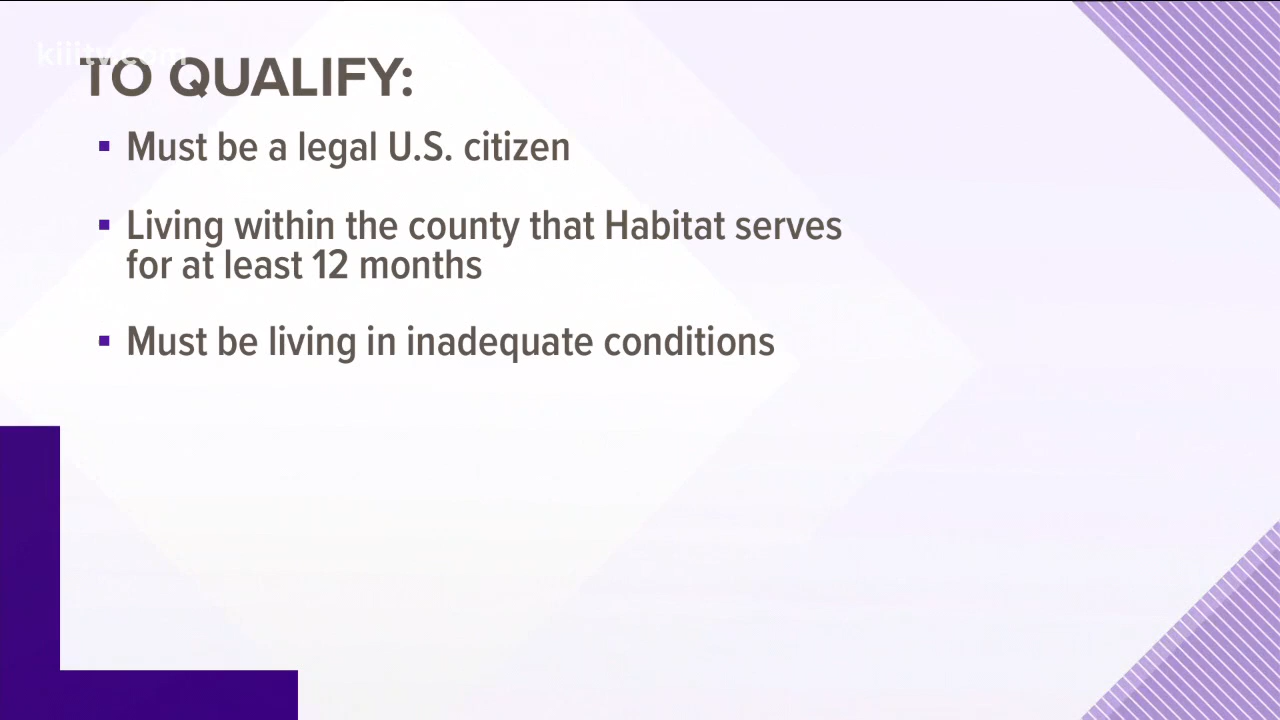 kiiitv.com
TO QUALIFY:
▪ Must be a legal U.S. citizen
▪ Living within the county that Habitat serves
for at least 12 months
▪ Must be living in inadequate conditions